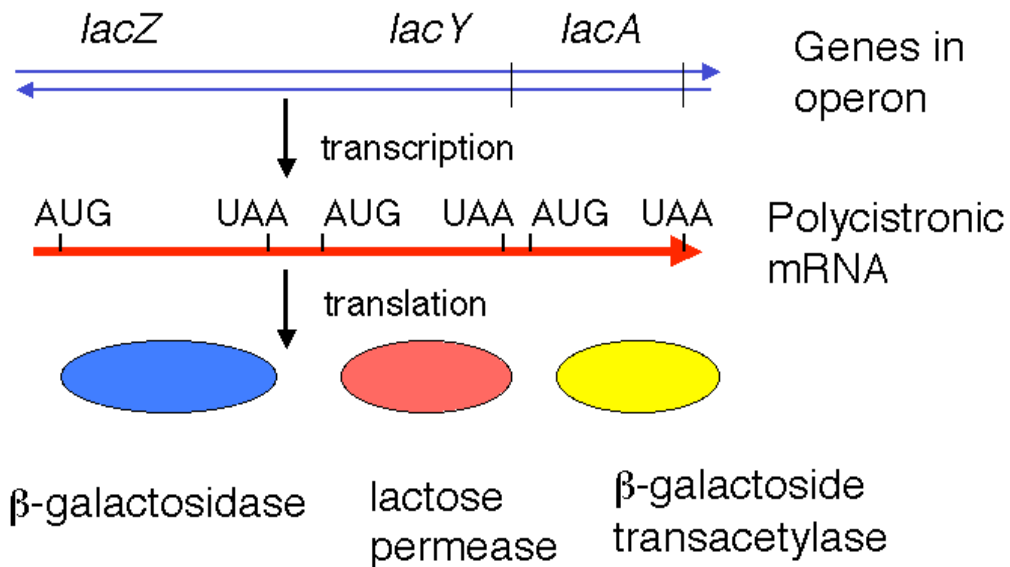 lacZ lacY lacA
Genes in
operon
transcription
AUG UAA AUG UAA AUG UAA
Polycistronic
mRNA
translation
β-galactosidase
lactose
permease
β-galactoside
transacetylase